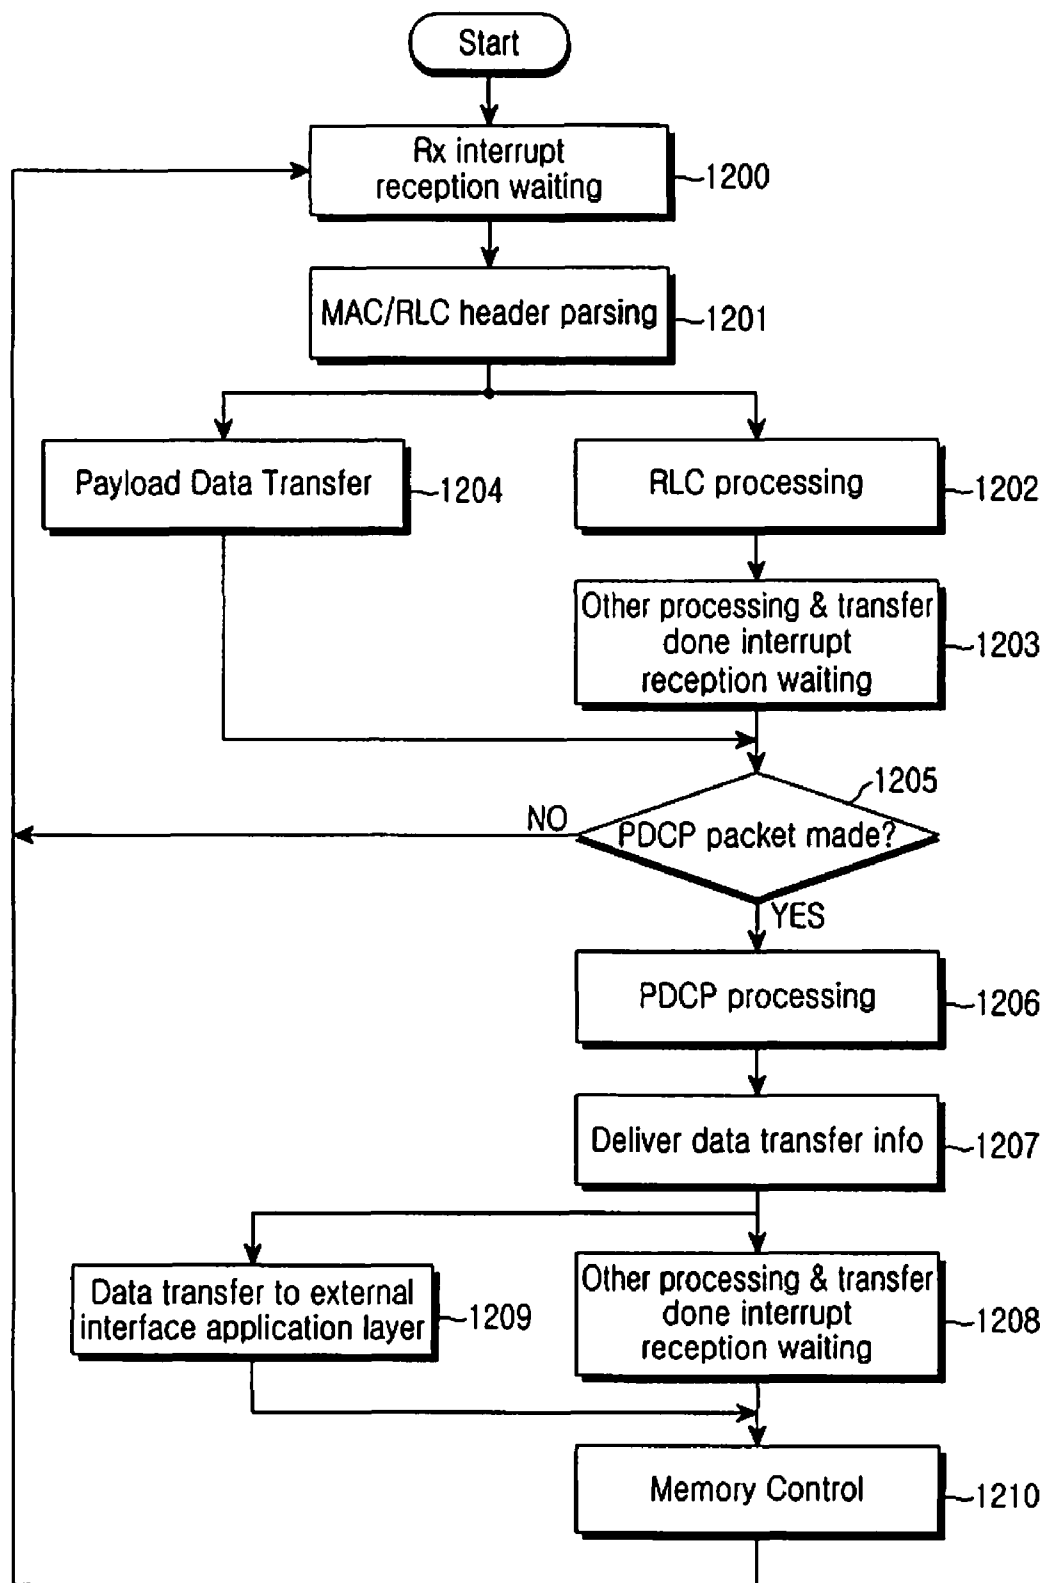 Start
Rx interrupt
reception waiting
1200
MAC/RLC header parsing
1201
Payload Data Transfer
1204
RLC processing
1202
Other processing & transfer
done interrupt
reception waiting
1203
1205
NO
PDCP packet made?
YES
PDCP processing
1206
Deliver data transfer info
1207
Data transfer to external
interface application layer
1209
Other processing & transfer
done interrupt
reception waiting
1208
Memory Control
1210